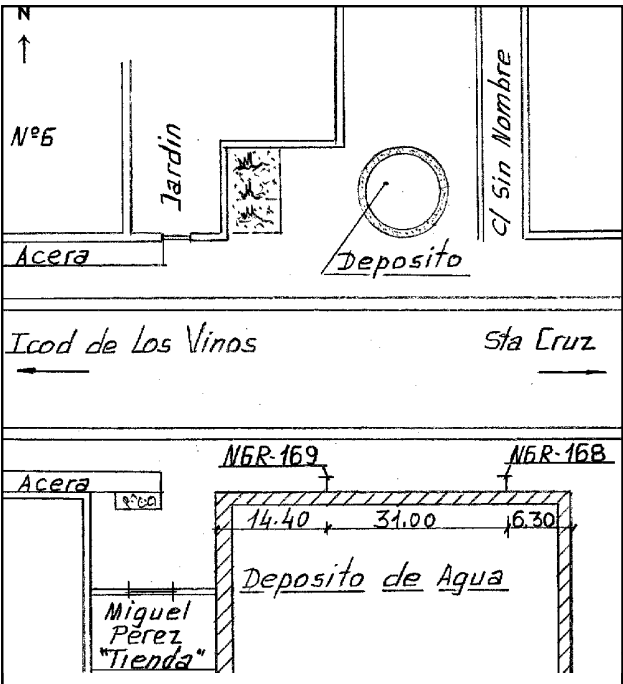 N
Nº6
Jardin
c/ Sin Nombre
Acera
Deposito
Icod de Los Vinos
Sta Cruz
NGR-169
NGR-168
Acera
14.40
31.00
6.30
Deposito de Agua
Miguel
Pérez
"Tienda"